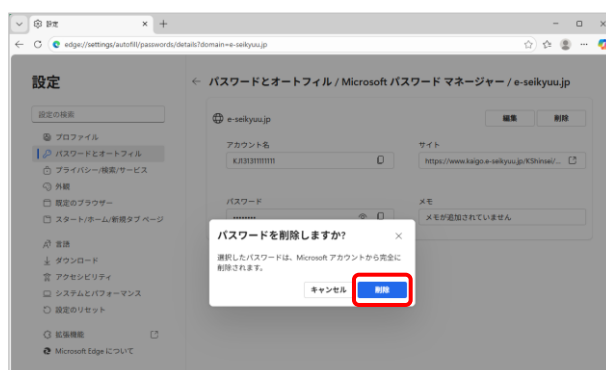 設定
edge://settings/autofill/passwords/details?domain=e-seikyuu.jp
設定
パスワードとオートフィル / Microsoft パスワード マネージャー / e-seikyuu.jp
設定の検索
プロファイル
パスワードとオートフィル
プライバシー/検索/サービス
外観
既定のブラウザー
スタート/ホーム/新規タブ ページ
言語
ダウンロード
アクセシビリティ
システムとパフォーマンス
設定のリセット
拡張機能
Microsoft Edge について
e-seikyuu.jp
編集
削除
アカウント名
サイト
https://www.kaigo.e-seikyuu.jp/KShinsei/...
パスワード
メモ
••••••••
メモが追加されていません
パスワードを削除しますか?
選択したパスワードは、Microsoft アカウントから完全に
削除されます。
キャンセル
削除